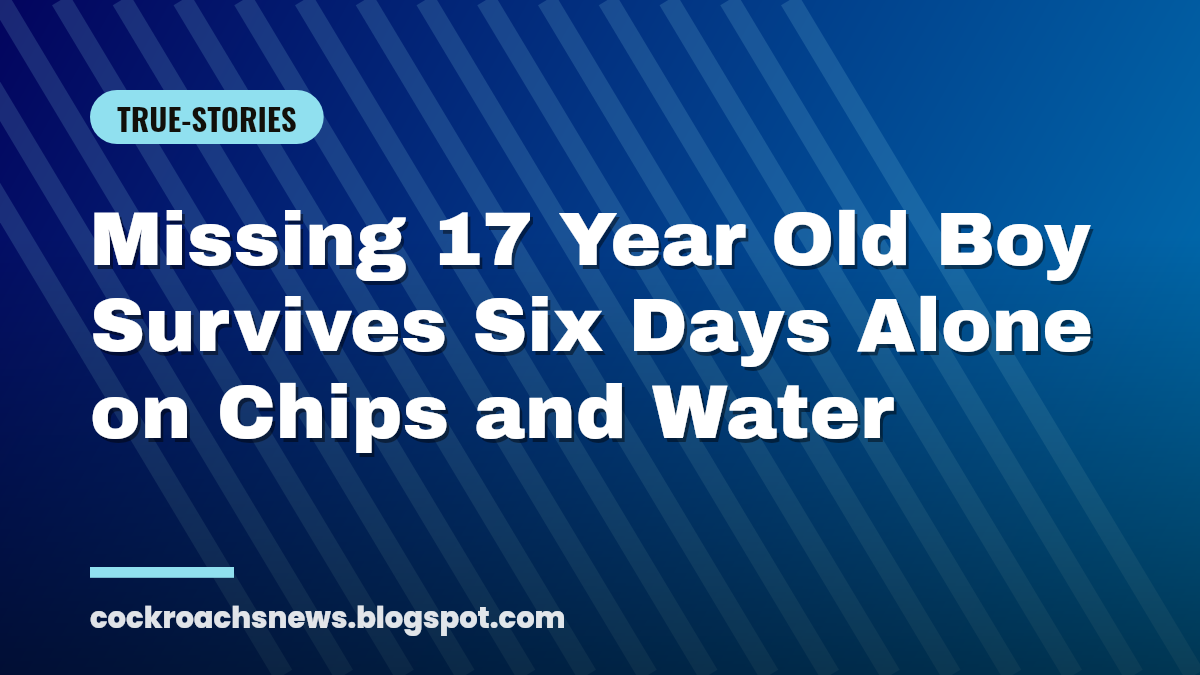 TRUE-STORIES
Missing 17 Year Old Boy
Survives Six Days Alone
on Chips and Water
cockroachsnews.blogspot.com